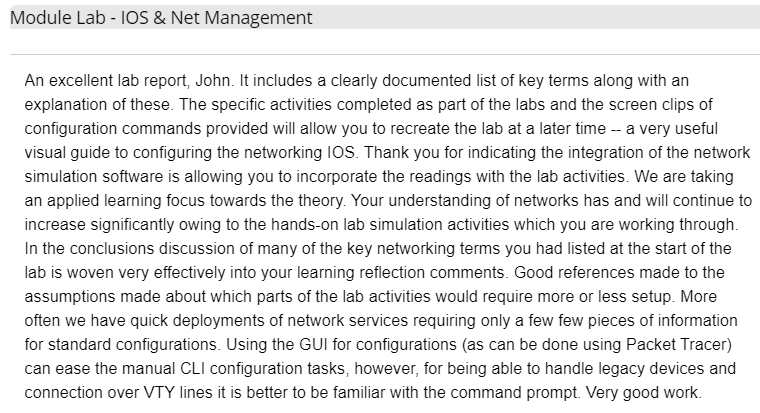 Module Lab - IOS & Net Management
An excellent lab report, John. It includes a clearly documented list of key terms along with an
explanation of these. The specific activities completed as part of the labs and the screen clips of
configuration commands provided will allow you to recreate the lab at a later time -- a very useful
visual guide to configuring the networking IOS. Thank you for indicating the integration of the network
simulation software is allowing you to incorporate the readings with the lab activities. We are taking
an applied learning focus towards the theory. Your understanding of networks has and will continue to
increase significantly owing to the hands-on lab simulation activities which you are working through.
In the conclusions discussion of many of the key networking terms you had listed at the start of the
lab is woven very effectively into your learning reflection comments. Good references made to the
assumptions made about which parts of the lab activities would require more or less setup. More
often we have quick deployments of network services requiring only a few few pieces of information
for standard configurations. Using the GUI for configurations (as can be done using Packet Tracer)
can ease the manual CLI configuration tasks, however, for being able to handle legacy devices and
connection over VTY lines it is better to be familiar with the command prompt. Very good work.